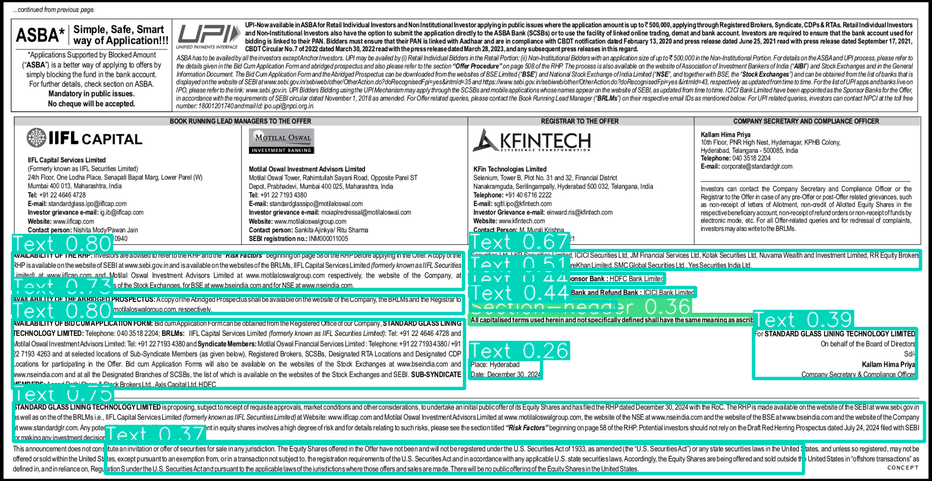 ...continued from previous page.
ASBA*
Simple, Safe, Smart
way of Application!!!
*Applications Supported by Blocked Amount
("ASBA") is a better way of applying to offers by
simply blocking the fund in the bank account.
For further details, check section on ASBA.
Mandatory in public issues.
No cheque will be accepted.
UPI
UNIFIED PAYMENTS INTERFACE
UPI-Now available in ASBA for Retail Individual Investors and Non Institutional Investor applying in public issues where the application amount is up to ₹ 500,000, applying through Registered Brokers, Syndicate, CDPs & RTAs. Retail Individual Investors
and Non-Institutional Investors also have the option to submit the application directly to the ASBA Bank (SCSBs) or to use the facility of linked online trading, demat and bank account. Investors are required to ensure that the bank account used for
bidding is linked to their PAN. Bidders must ensure that their PAN is linked with Aadhaar and are in compliance with CBDT notification dated February 13, 2020 and press release dated June 25, 2021 read with press release dated September 17, 2021,
CBDT Circular No. 7 of 2022 dated March 30, 2022 read with the press release dated March 28, 2023, and any subsequent press releases in this regard.
ASBA has to be availed by all the investors except Anchor Investors. UPI may be availed by (i) Retail Individual Bidders in the Retail Portion; (ii) Non-Institutional Bidders with an application size of up to ₹ 500,000 in the Non-Institutional Portion. For details on the ASBA and UPI process, please refer to
the details given in the Bid cum Application Form and abridged prospectus and also please refer to the section "Offer Procedure" on page 508 of the RHP. The process is also available on the website of Association of Investment Bankers of India ("AIBI") and Stock Exchanges and in the General
Information Document. The Bid cum Application Form and the Abridged Prospectus can be downloaded from the websites of BSE Limited ("BSE") and National Stock Exchange of India Limited ("NSE", and together with BSE, the "Stock Exchanges") and can be obtained from the list of banks that is
displayed on the website of SEBI at
IPO, please refer to the link: www.sebi.gov.in. UPI Bidders Bidding using the UPI Mechanism may apply through the SCSBs and mobile applications whose names appear on the website of SEBI, as updated from time to time. ICICI Bank Limited have been appointed as the Sponsor Banks for the Offer,
in accordance with the requirements of SEBI circular dated November 1, 2018 as amended. For Offer related queries, please contact the Book Running Lead Manager ("BRLMs") on their respective email IDs as mentioned below. For UPI related queries, investors can contact NPCI at the toll free
number: 18001201740 and mail Id: ipo.upi@npci.org.in.
BOOK RUNNING LEAD MANAGERS TO THE OFFER
REGISTRAR TO THE OFFER
COMPANY SECRETARY AND COMPLIANCE OFFICER
IIFL CAPITAL
IIFL Capital Services Limited
(Formerly known as IIFL Securities Limited)
24th Floor, One Lodha Place, Senapati Bapat Marg, Lower Parel (W)
Mumbai 400 013, Maharashtra, India
Tel: +91 22 4646 4728
E-mail: standardglass.ipo@iiflcap.com
Investor grievance e-mail: ig.ib@iiflcap.com
Website: www.iiflcap.com
Contact person: Nishita Mody/Pawan Jain
0940
MOTILAL OSWAL
INVESTMENT BANKING
Motilal Oswal Investment Advisors Limited
Motilal Oswal Tower, Rahimtullah Sayani Road, Opposite Parel ST
Depot, Prabhadevi, Mumbai 400 025, Maharashtra, India
Tel: +91 22 7193 4380
E-mail: standardglassipo@motilaloswal.com
Investor grievance e-mail: moiaplredressal@motilaloswal.com
Website: www.motilaloswalgroup.com
Contact person: Sankita Ajinkya/ Ritu Sharma
SEBI registration no.: INM000011005
KFINTECH
EXPERIENCE TRANSFORMATION
KFin Technologies Limited
Selenium, Tower B, Plot No. 31 and 32, Financial District
Nanakramguda, Serilingampally, Hyderabad 500 032, Telangana, India
Telephone: +91 40 6716 2222
E-mail: sgltl.ipo@kfintech.com
Investor Grievance e-mail: einward.ris@kfintech.com
Website: www.kfintech.com
Contact Person: M. Murali Krishna
Kallam Hima Priya
10th Floor, PNR High Nest, Hydernagar, KPHB Colony,
Hyderabad, Telangana - 500085, India
Telephone: 040 3518 2204
E-mail: corporate@standardgr.com
Investors can contact the Company Secretary and Compliance Officer or the
Registrar to the Offer in case of any pre-Offer or post-Offer related grievances, such
as non-receipt of letters of Allotment, non-credit of Allotted Equity Shares in the
respective beneficiary account, non-receipt of refund orders or non-receipt of funds by
electronic mode, etc. For all Offer related queries and for redressal of complaints,
investors may also write to the BRLMs.
Text 0.80
AVAILABILITY OF THE RHP: Investors are advised to refer to the RHP and the "Risk Factors" beginning on page 58 of the RHP before applying in the Offer. A copy of the
RHP is available on the website of SEBI at www.sebi.gov.in and is available on the websites of the BRLMs, IIFL Capital Services Limited (formerly known as IIFL Securities
Limited) at www.iiflcap.com and Motilal Oswal Investment Advisors Limited at www.motilaloswalgroup.com respectively, the website of the Company, at
of the Stock Exchanges, for BSE at www.bseindia.com and for NSE at www.nseindia.com.
Text 0.73
AVAILABILITY OF THE ABRIDGED PROSPECTUS: A copy of the Abridged Prospectus shall be available on the website of the Company, the BRLMs and the Registrar to
motilaloswalgroup.com, respectively.
Text 0.80
AVAILABILITY OF BID CUM APPLICATION FORM: Bid cum Application Form can be obtained from the Registered Office of our Company, STANDARD GLASS LINING
TECHNOLOGY LIMITED: Telephone: 040 3518 2204; BRLMs: IIFL Capital Services Limited (formerly known as IIFL Securities Limited): Tel: +91 22 4646 4728 and
Motilal Oswal Investment Advisors Limited: Tel: +91 22 7193 4380 and Syndicate Members: Motilal Oswal Financial Services Limited : Telephone: +91 22 7193 4380 / +91
22 7193 4263 and at selected locations of Sub-Syndicate Members (as given below), Registered Brokers, SCSBs, Designated RTA Locations and Designated CDP
Locations for participating in the Offer. Bid cum Application Forms will also be available on the websites of the Stock Exchanges at www.bseindia.com and
www.nseindia.com and at all the Designated Branches of SCSBs, the list of which is available on the websites of the Stock Exchanges and SEBI. SUB-SYNDICATE
MEMBERS: Anand Rathi Share & Stock Brokers Ltd., Axis Capital Ltd, HDFC
Text 0.67
ICICI Securities Ltd, JM Financial Services Ltd, Kotak Securities Ltd, Nuvama Wealth and Investment Limited, RR Equity Brokers
reKhan Limited, SMC Global Securities Ltd., Yes Securities India Ltd.
onsor Bank : HDFC Bank Limited
Text 0.44
Bank and Refund Bank : ICICI Bank Limited
Section-header 0.36
All capitalised terms used herein and not specifically defined shall have the same meaning as ascrib
Text 0.26
Place: Hyderabad
Date: December 30, 2024
Text 0.39
For STANDARD GLASS LINING TECHNOLOGY LIMITED
On behalf of the Board of Directors
Sd/-
Kallam Hima Priya
Company Secretary & Compliance Officer
Text 0.75
STANDARD GLASS LINING TECHNOLOGY LIMITED is proposing, subject to receipt of requisite approvals, market conditions and other considerations, to undertake an initial public offer of its Equity Shares and has filed the RHP dated December 30, 2024 with the RoC. The RHP is made available on the website of the SEBI at www.sebi.gov.in
as well as on the website of the BRLMs i.e., IIFL Capital Services Limited (formerly known as IIFL Securities Limited) at Website: www.iiflcap.com and Motilal Oswal Investment Advisors Limited at www.motilaloswalgroup.com, the website of the NSE at www.nseindia.com and the website of the BSE at www.bseindia.com and the website of the Company
at www.standardgr.com. Any poten
nt in equity shares involves a high degree of risk and for details relating to such risks, please see the section titled "Risk Factors" beginning on page 58 of the RHP. Potential investors should not rely on the Draft Red Herring Prospectus dated July 24, 2024 filed with SEBI
for making any investment decision.
Text 0.37
This announcement does not constitute an invitation or offer of securities for sale in any jurisdiction. The Equity Shares offered in the Offer have not been and will not be registered under the U.S. Securities Act of 1933, as amended (the "U.S. Securities Act") or any state securities laws in the United States, and unless so registered, may not be
offered or sold within the United States, except pursuant to an exemption from, or in a transaction not subject to, the registration requirements of the U.S. Securities Act and in accordance with any applicable U.S. state securities laws. Accordingly, the Equity Shares are being offered and sold outside the United States in "offshore transactions" as
defined in, and in reliance on, Regulation S under the U.S. Securities Act and pursuant to the applicable laws of the jurisdictions where those offers and sales are made. There will be no public offering of the Equity Shares in the United States.
CONCEPT